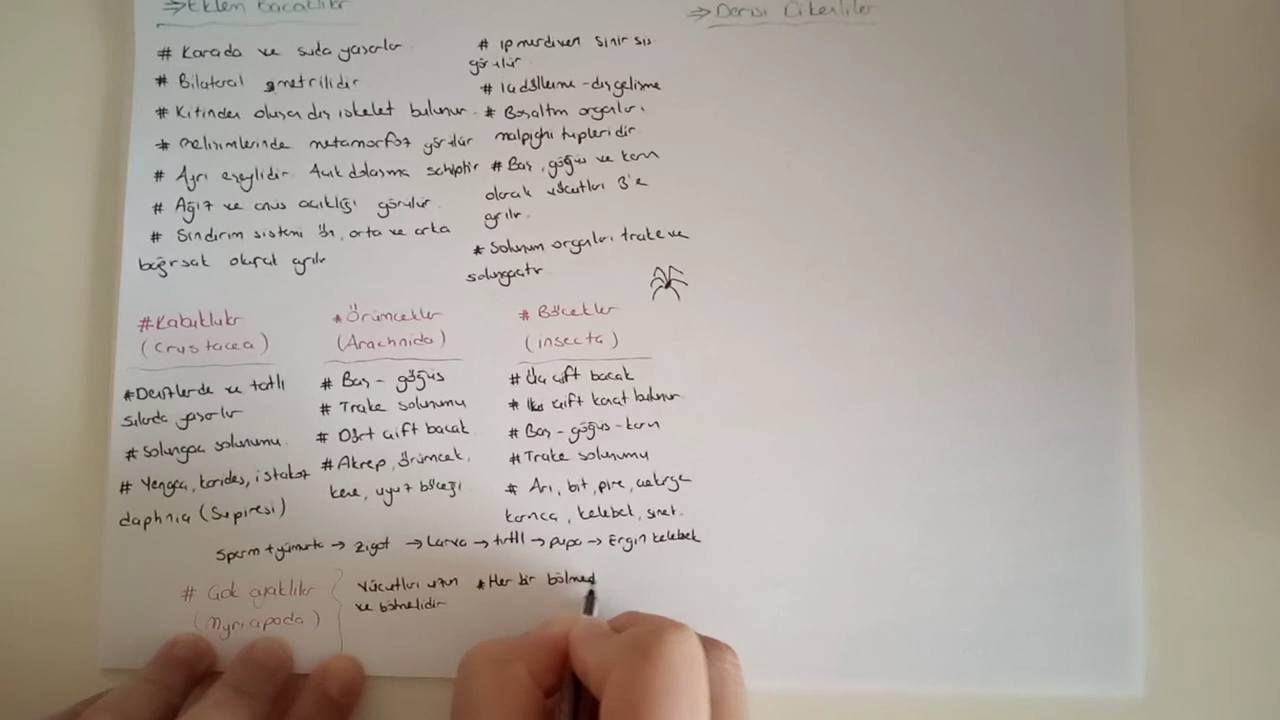 ⇒ Eklem Bacaklılar
# Karada ve suda yaşarlar
# Bilateral simetrilidir
# Kitinden oluşan dış iskelet bulunur.
# Gelişimlerinde metamorfoz görülür
# Ayrı eşeylidir. Açık dolaşıma sahiptir
# Ağız ve anüs açıklığı görülür.
# Sindirim sistemi ön, orta ve arka
bağırsak olarak ayrılır
# ip merdiven sinir sis.
görülür
# iç döllenme - dış gelişme
# Boşaltım organları
malpighi tüpleridir
# Baş, göğüs ve karın
olarak vücutları 3'e
ayrılır.
* Solunum organları trake ve
solungaçtır
# Kabuklular
(Crustacea)
* Denizlerde ve tatlı
sularda yaşarlar
# Solungaç solunumu.
# Yengeç, karides, istakoz
daphnia (Su piresi)
* Örümcekler
(Arachnida)
# Baş - göğüs
# Trake solunumu
# Dört çift bacak
# Akrep, örümcek,
kene, uyuz böceği
# Böcekler
(insecta)
# Üç çift bacak
# İki çift kanat bulunur
# Baş - göğüs - karın
# Trake solunumu
# Arı, bit, pire, çekirge
karınca, kelebek, sinek.
Sperm + yumurta → zigot → Larva → tırtıl → pupa → Ergin kelebek
# Çok ayaklılar
(Myriapoda)
Vücutları uzun
ve bölmelidir
* Her bir bölmed
⇒ Derisi Dikenliler